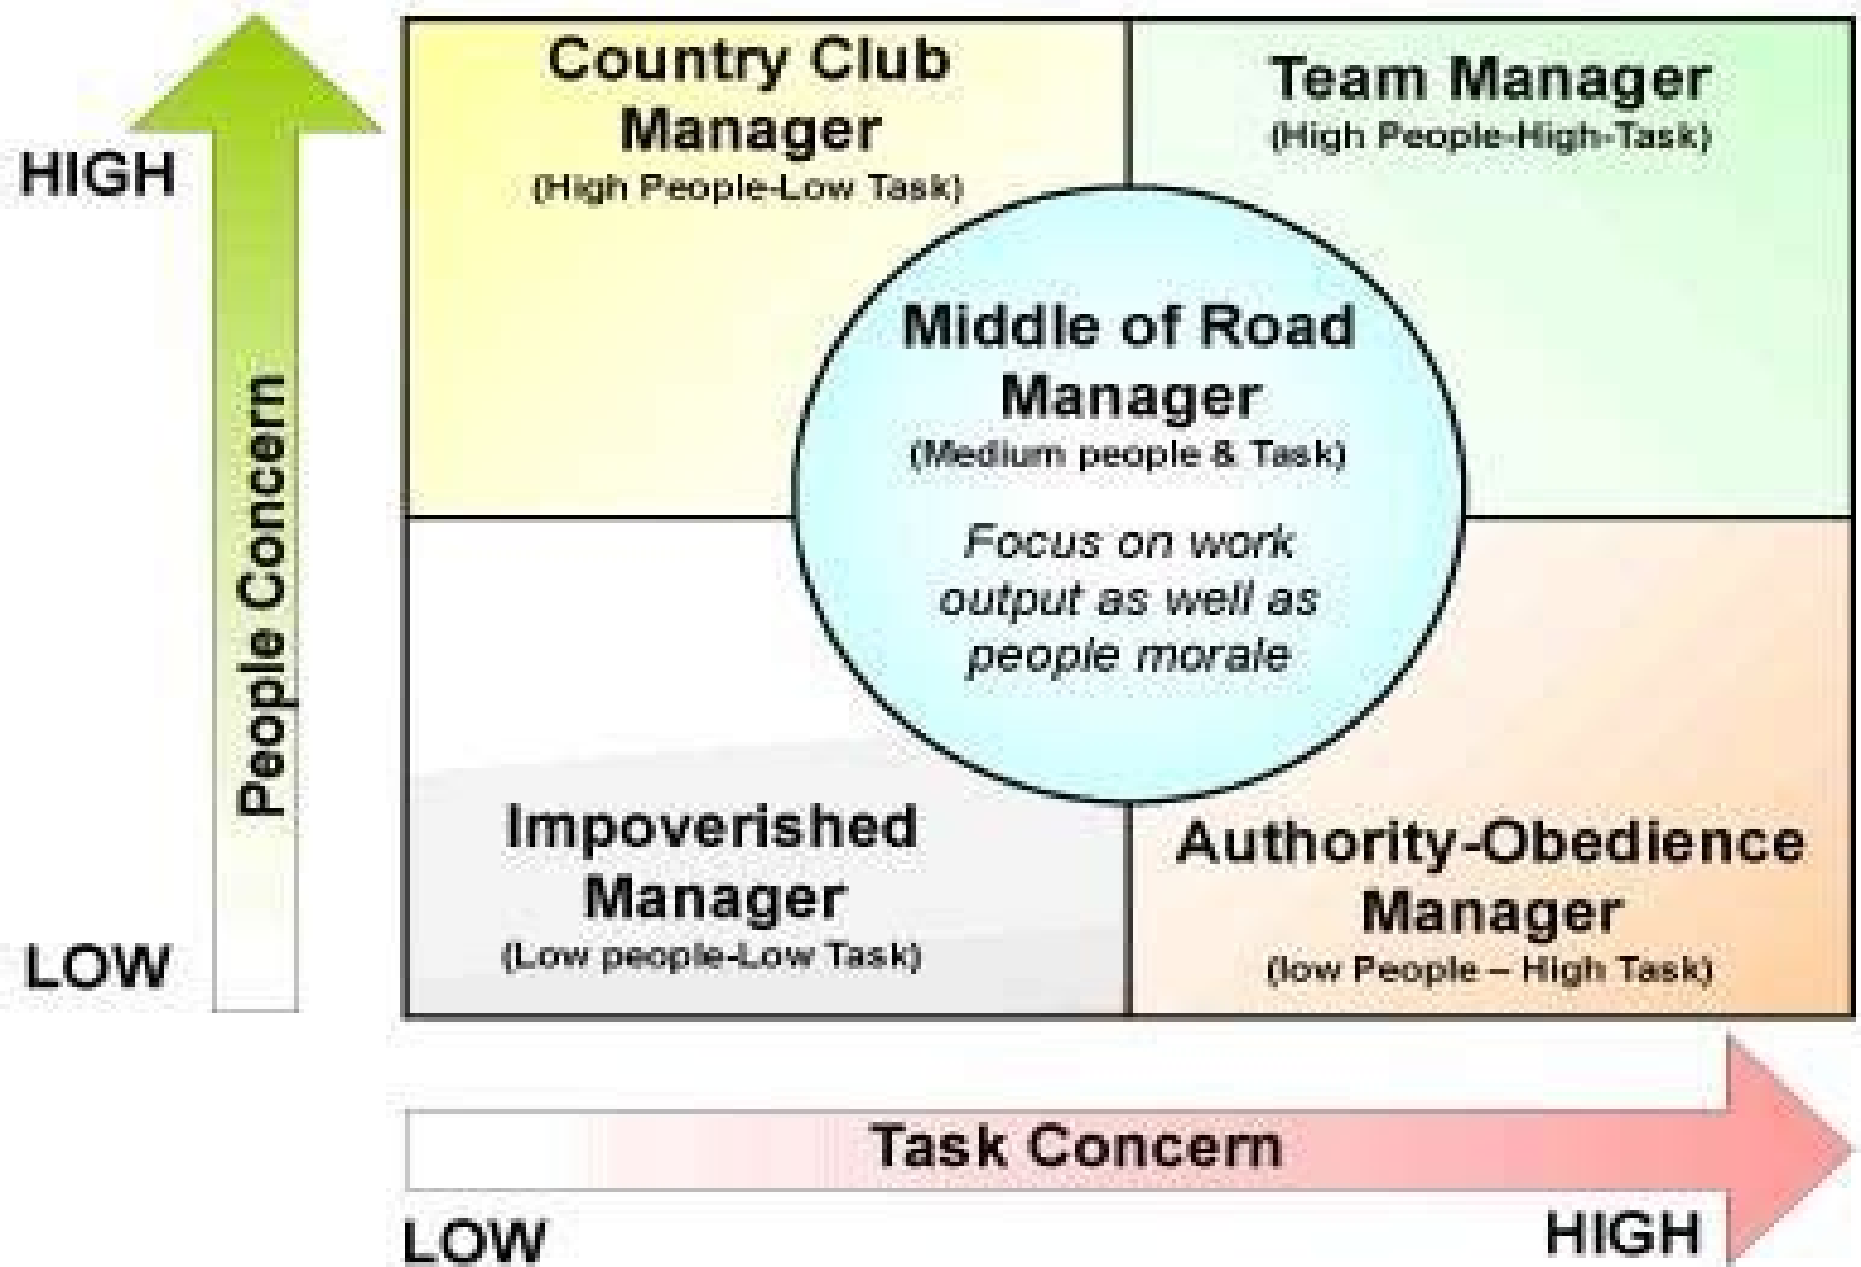 Country Club
Manager
(High People-Low Task)
Team Manager
(High People-High-Task)
HIGH
People Concern
LOW
Middle of Road
Manager
(Medium people & Task)
Focus on work
output as well as
people morale
Impoverished
Manager
(Low people-Low Task)
Authority-Obedience
Manager
(low People – High Task)
Task Concern
LOW
HIGH